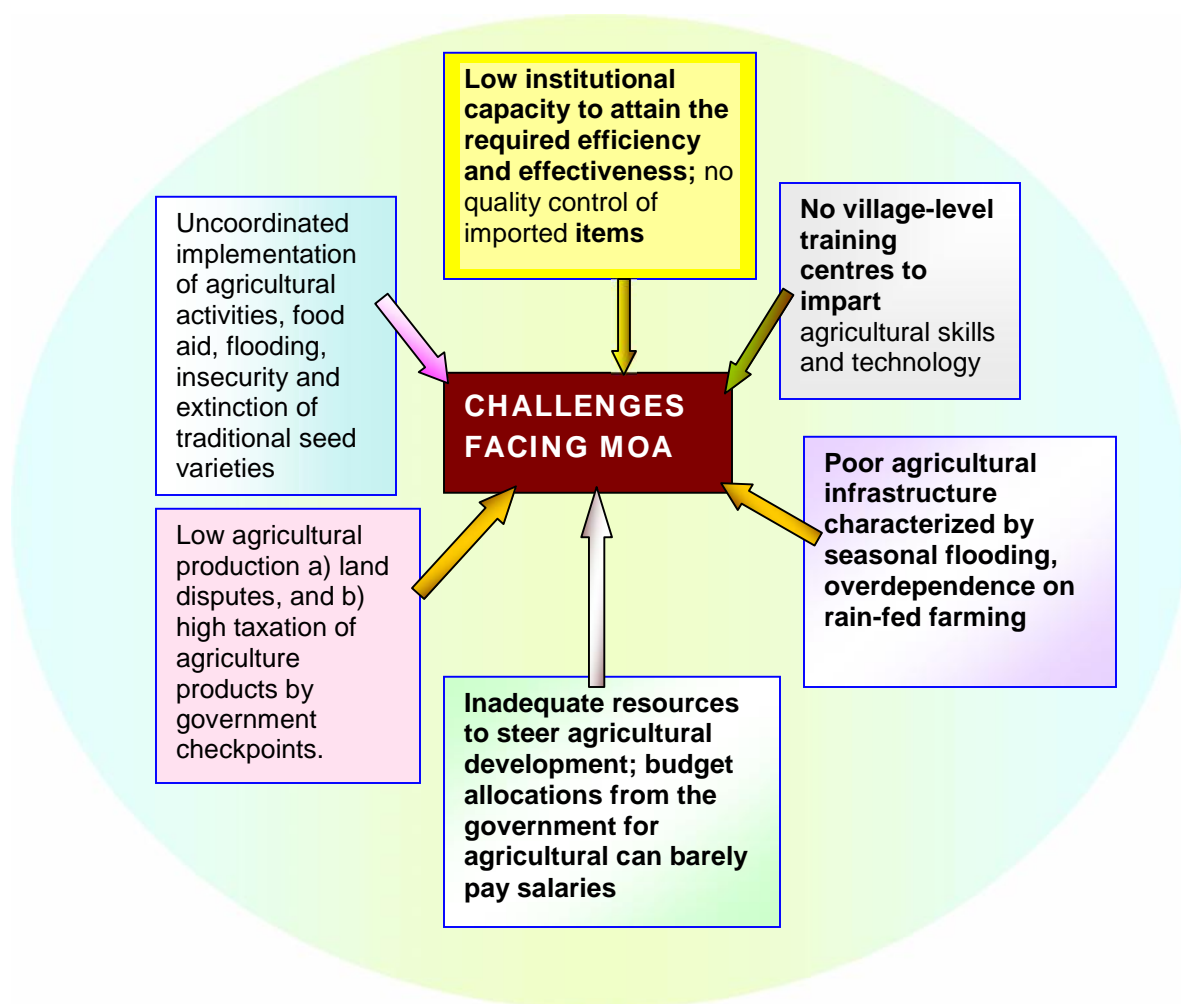 Low institutional
capacity to attain the
required efficiency
and effectiveness; no
quality control of
imported items
Uncoordinated
implementation
of agricultural
activities, food
aid, flooding,
insecurity and
extinction of
traditional seed
varieties
No village-level
training
centres to
impart
agricultural skills
and technology
CHALLENGES
FACING MOA
Low agricultural
production a) land
disputes, and b)
high taxation of
agriculture
products by
government
checkpoints.
Poor agricultural
infrastructure
characterized by
seasonal flooding,
overdependence on
rain-fed farming
Inadequate resources
to steer agricultural
development; budget
allocations from the
government for
agricultural can barely
pay salaries